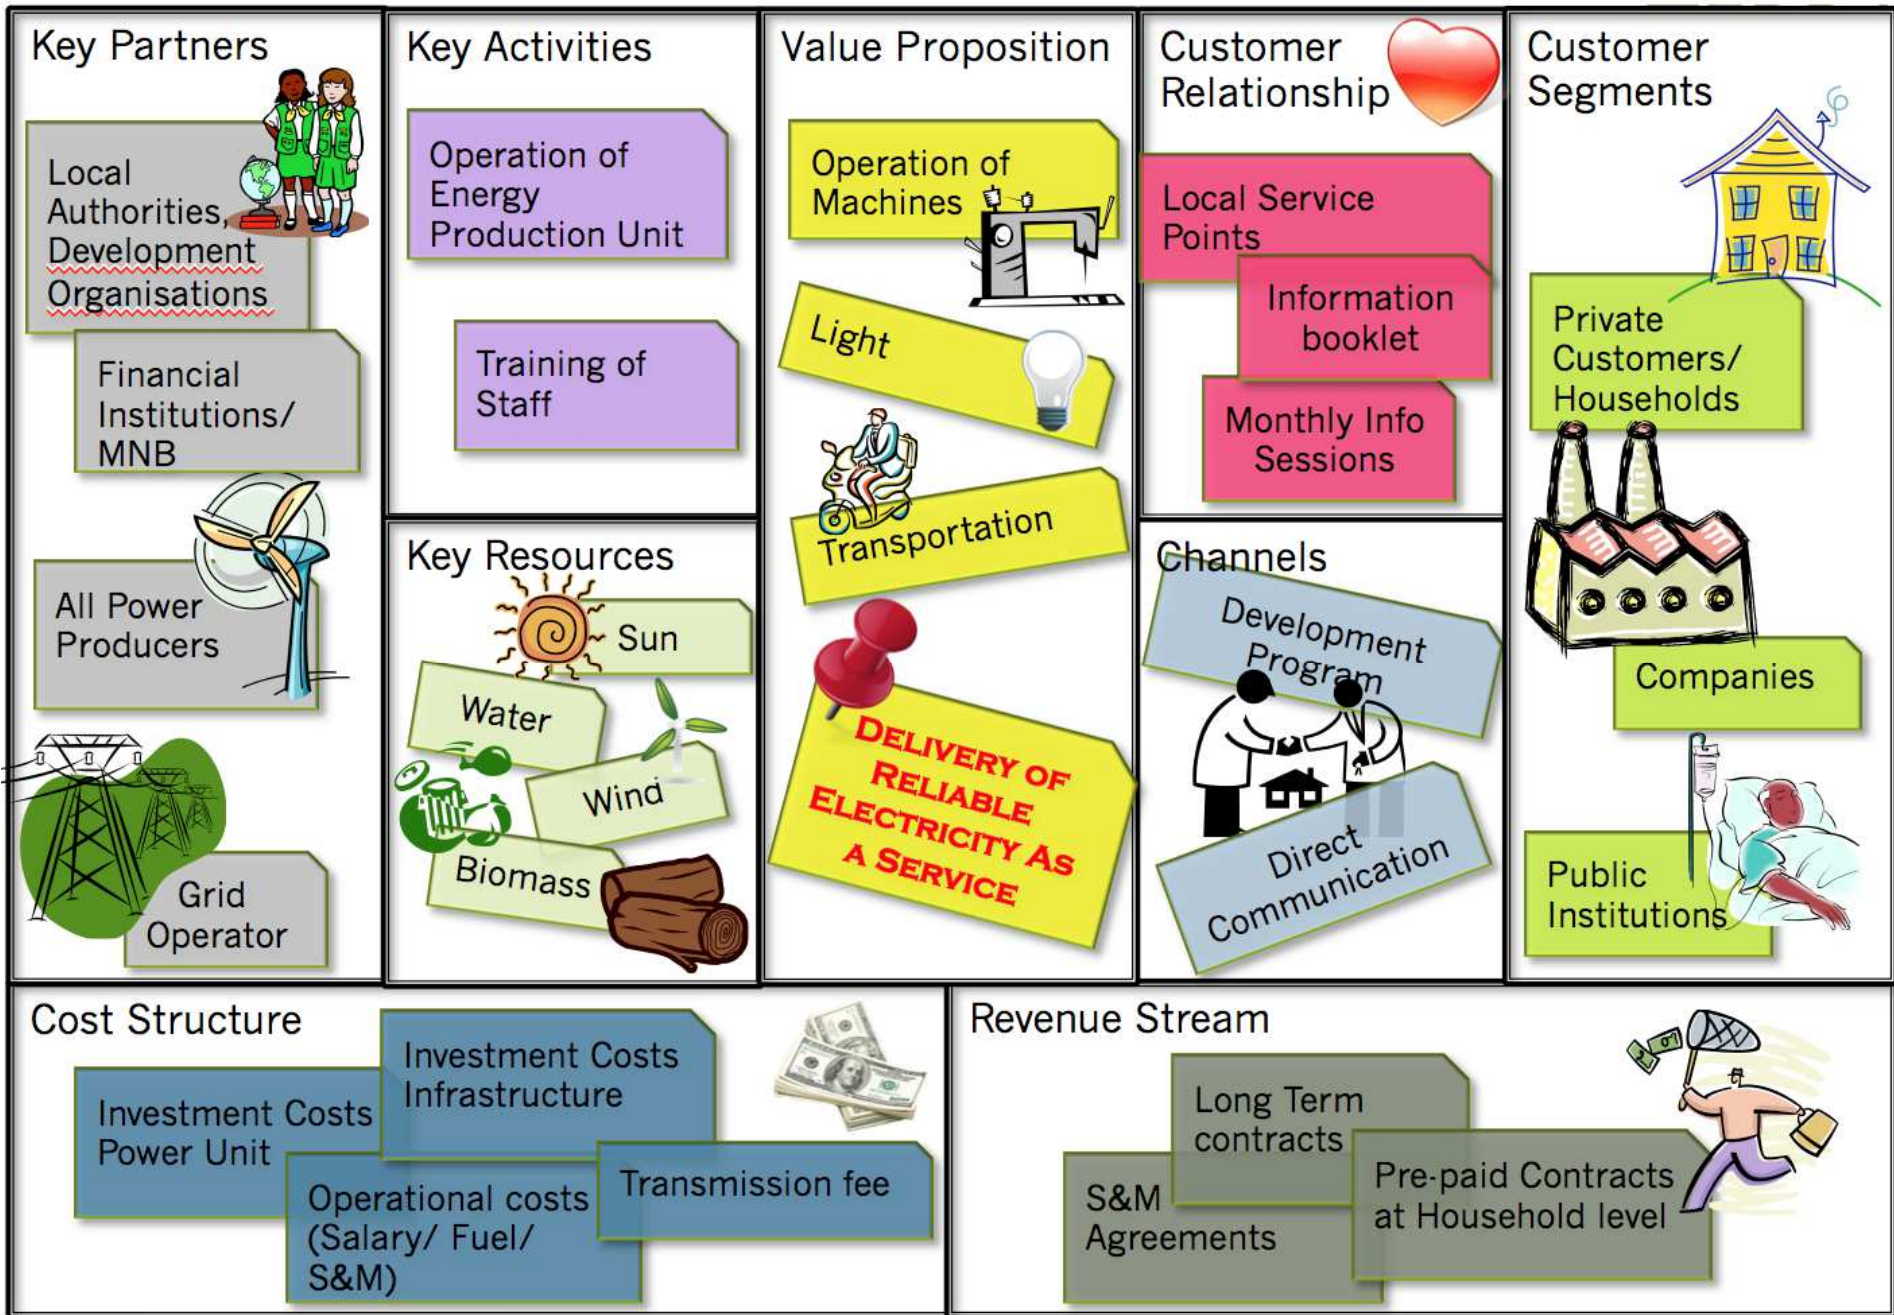 Key Partners
Local
Authorities,
Development
Organisations
Financial
Institutions/
MNB
All Power
Producers
Grid
Operator
Key Activities
Operation of
Energy
Production Unit
Training of
Staff
Key Resources
Sun
Water
Wind
Biomass
Value Proposition
Operation of
Machines
Light
Transportation
DELIVERY OF
RELIABLE
ELECTRICITY AS
A SERVICE
Customer
Relationship
Local Service
Points
Information
booklet
Monthly Info
Sessions
Channels
Development
Program
Direct
Communication
Customer
Segments
Private
Customers/
Households
Companies
Public
Institutions
Cost Structure
Investment Costs
Power Unit
Investment Costs
Infrastructure
Operational costs
(Salary/ Fuel/
S&M)
Transmission fee
Revenue Stream
Long Term
contracts
S&M
Agreements
Pre-paid Contracts
at Household level